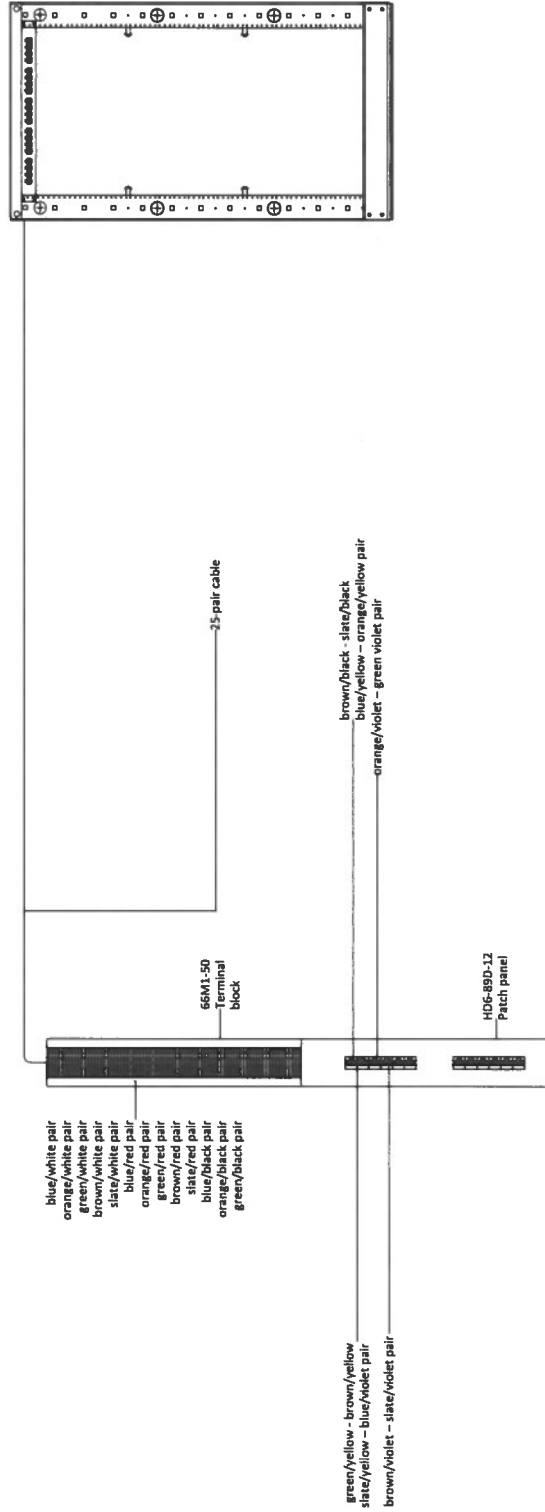 25-pair cable
66M1-50
Terminal
block
blue/white pair
orange/white pair
green/white pair
brown/white pair
slate/white pair
blue/red pair
orange/red pair
green/red pair
brown/red pair
slate/red pair
blue/black pair
orange/black pair
green/black pair
brown/black - slate/black
blue/yellow – orange/yellow pair
orange/violet – green violet pair
HD6-89D-12
Patch panel
green/yellow - brown/yellow
slate/yellow – blue/violet pair
brown/violet – slate/violet pair